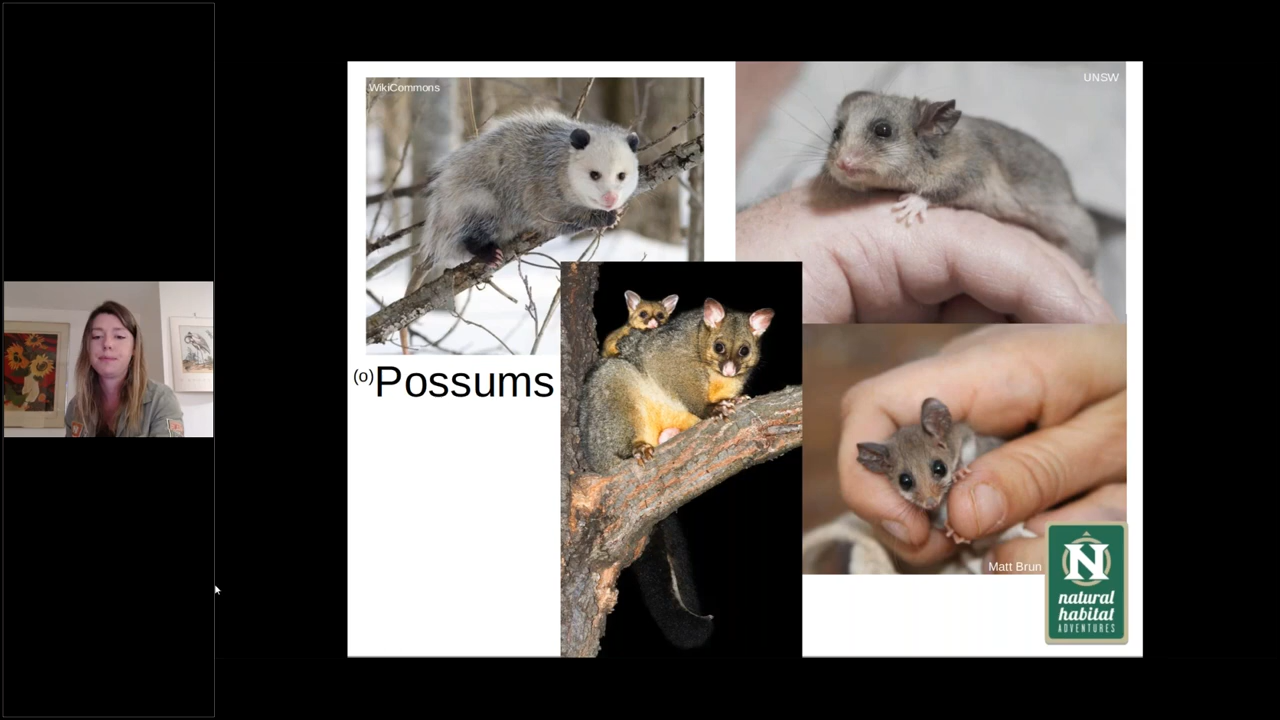 WikiCommons
UNSW
(o)Possums
Matt Brun
N
natural
habitat
ADVENTURES